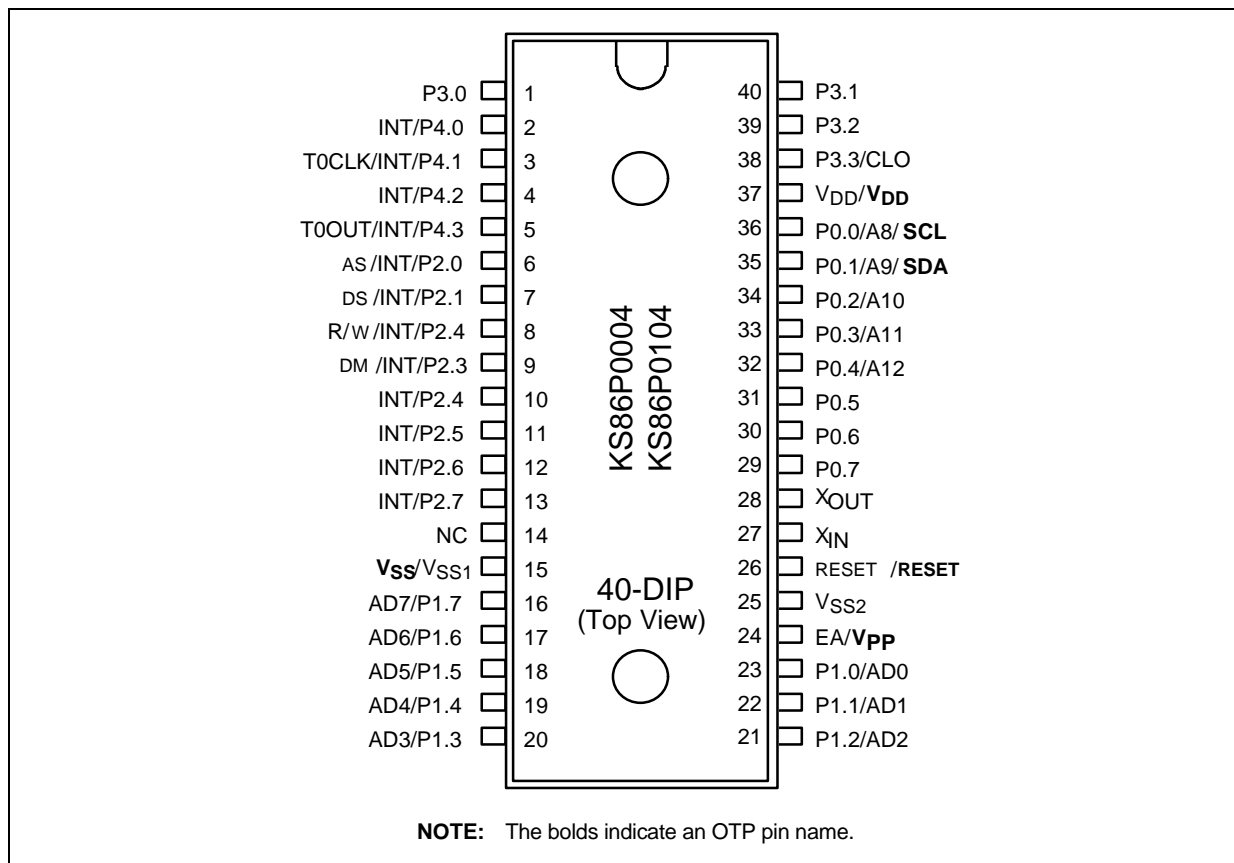 P3.0 1 40 P3.1
INT/P4.0 2 39 P3.2
T0CLK/INT/P4.1 3 38 P3.3/CLO
INT/P4.2 4 37 VDD/VDD
T0OUT/INT/P4.3 5 36 P0.0/A8/ SCL
AS /INT/P2.0 6 35 P0.1/A9/ SDA
DS /INT/P2.1 7 34 P0.2/A10
R/W /INT/P2.4 8 33 P0.3/A11
DM /INT/P2.3 9 32 P0.4/A12
INT/P2.4 10 31 P0.5
INT/P2.5 11 30 P0.6
INT/P2.6 12 29 P0.7
INT/P2.7 13 28 XOUT
NC 14 27 XIN
VSS/VSS1 15 26 RESET /RESET
AD7/P1.7 16 25 VSS2
AD6/P1.6 17 24 EA/VPP
AD5/P1.5 18 23 P1.0/AD0
AD4/P1.4 19 22 P1.1/AD1
AD3/P1.3 20 21 P1.2/AD2
KS86P0004
KS86P0104
40-DIP
(Top View)
NOTE: The bolds indicate an OTP pin name.